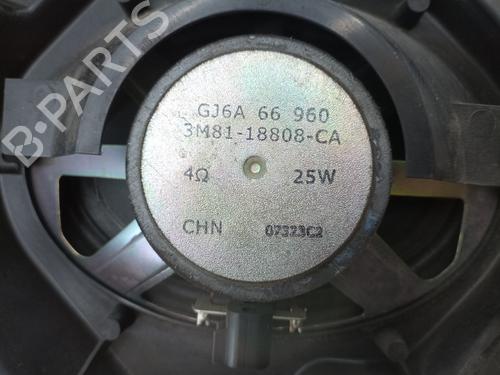 GJ6A 66 960
3M81-18808-CA
4Ω 25W
CHN 07323C2
B-PARTS